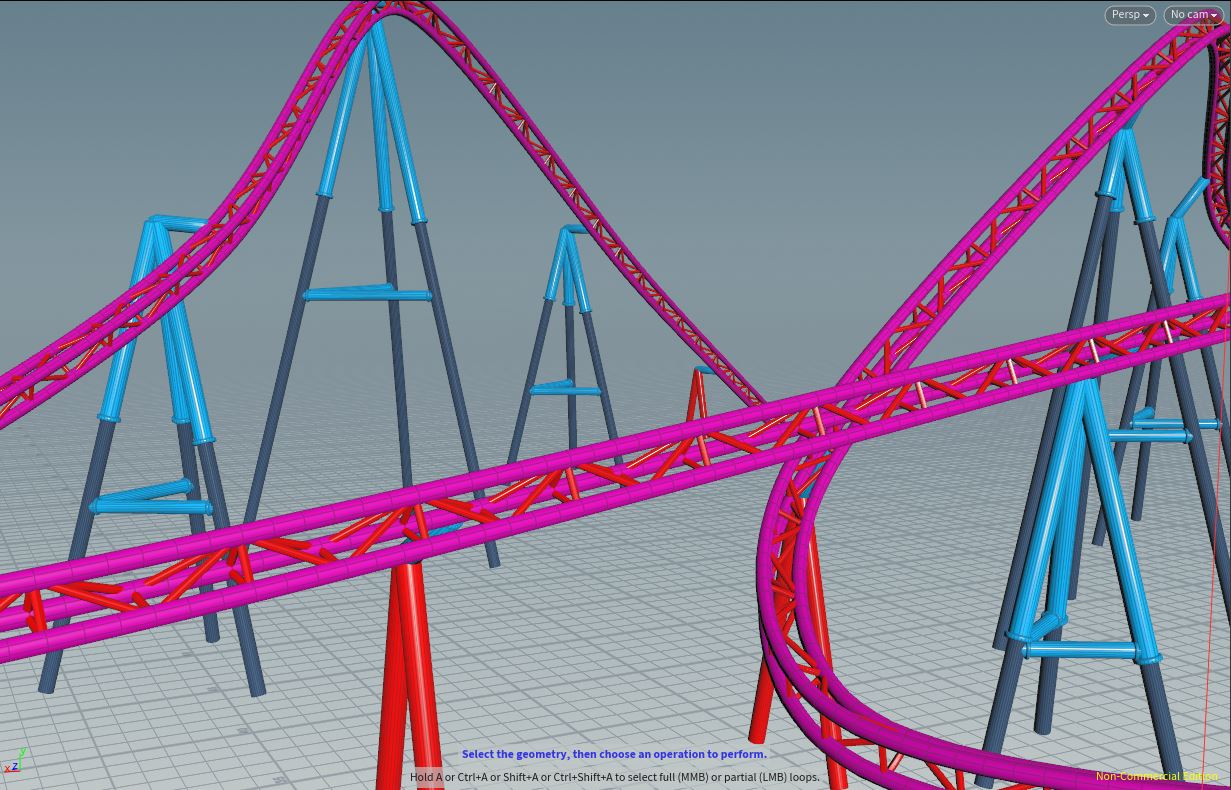 Persp No cam
Select the geometry, then choose an operation to perform.
Hold A or Ctrl+A or Shift+A or Ctrl+Shift+A to select full (MMB) or partial (LMB) loops.
Non-Commercial Edition
y
x z